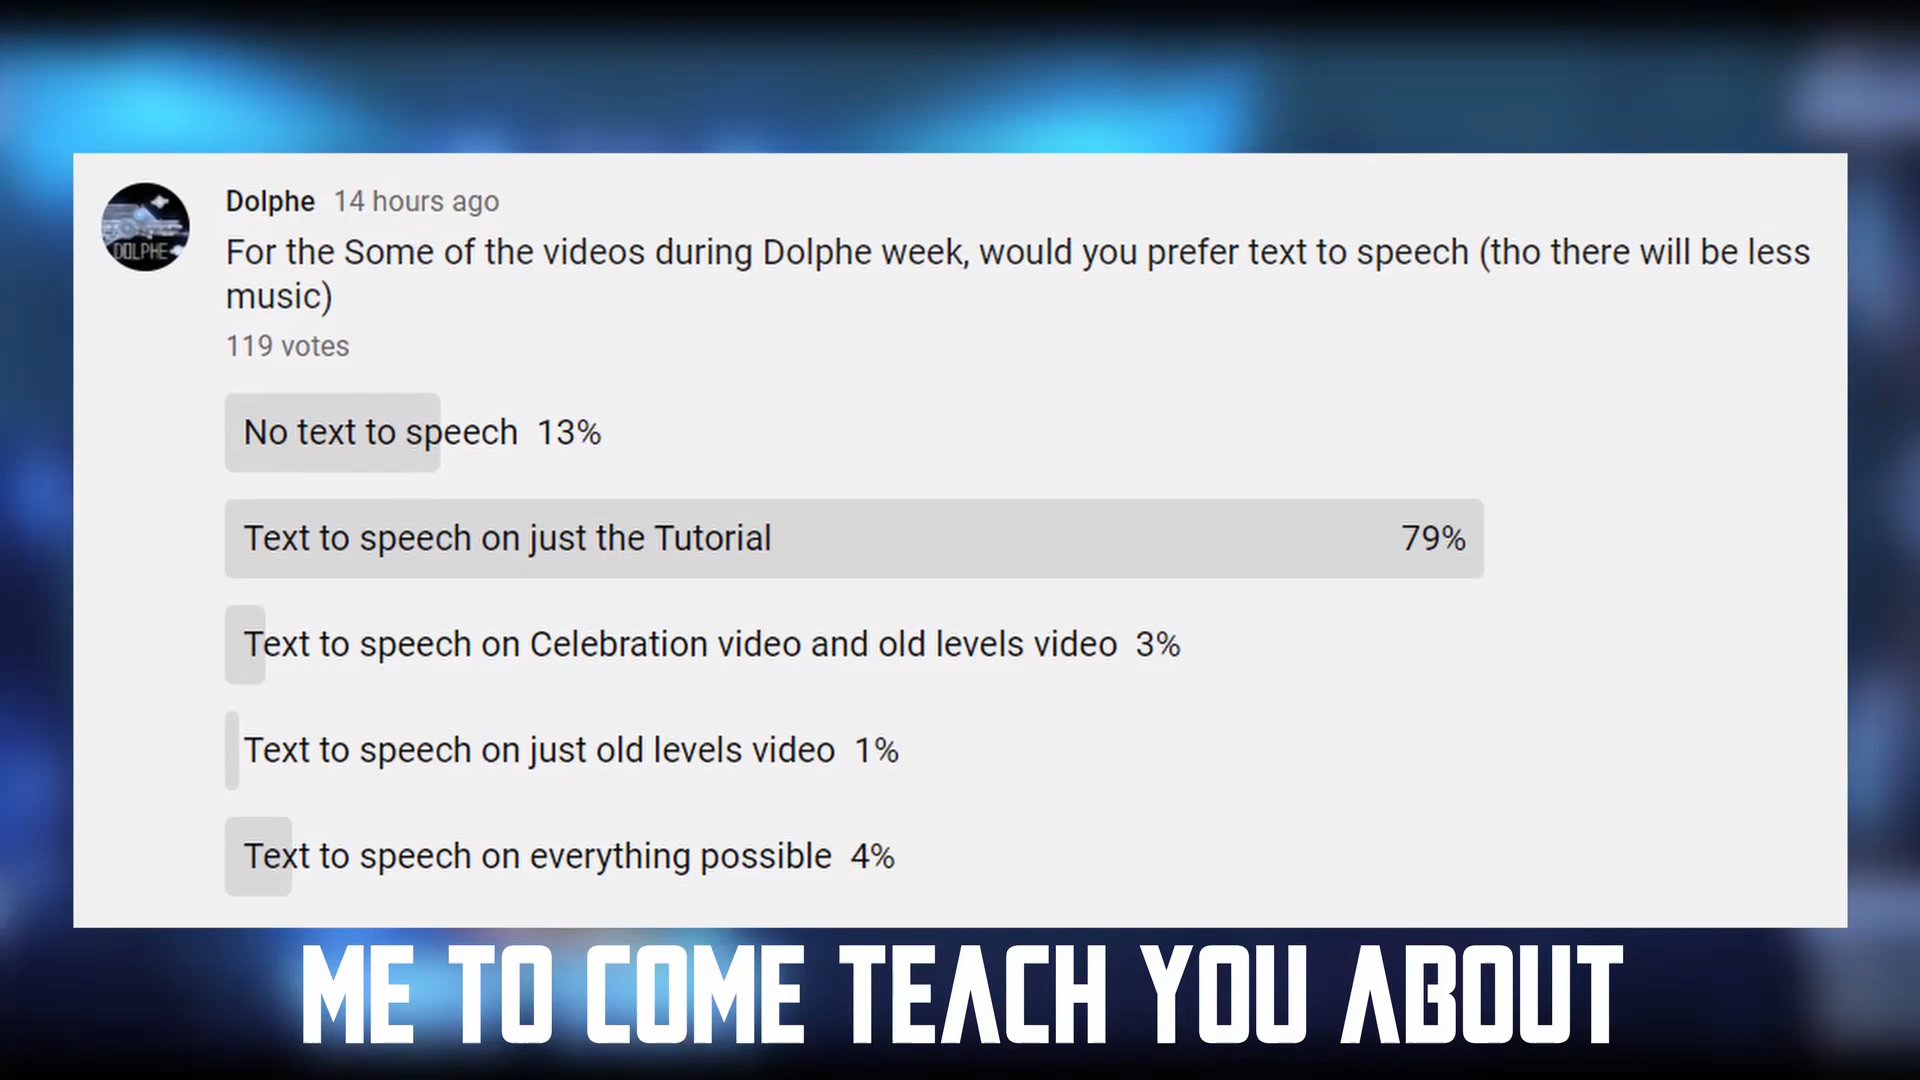 DOLPHE
Dolphe 14 hours ago
For the Some of the videos during Dolphe week, would you prefer text to speech (tho there will be less
music)
119 votes
No text to speech 13%
Text to speech on just the Tutorial 79%
Text to speech on Celebration video and old levels video 3%
Text to speech on just old levels video 1%
Text to speech on everything possible 4%
ME TO COME TEACH YOU ABOUT